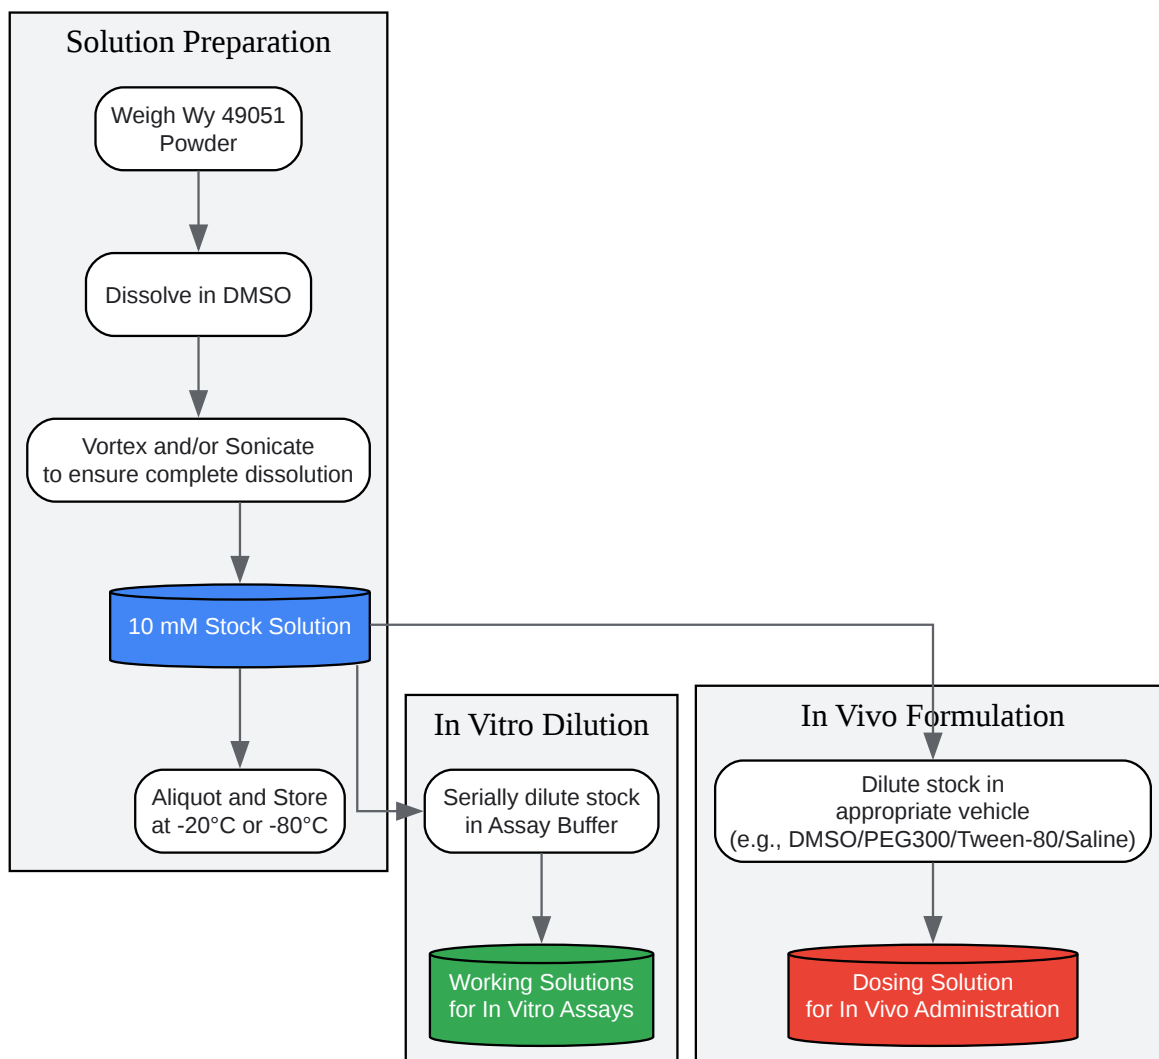 Solution Preparation
Weigh Wy 49051
Powder
Dissolve in DMSO
Vortex and/or Sonicate
to ensure complete dissolution
10 mM Stock Solution
Aliquot and Store
at -20°C or -80°C
In Vitro Dilution
Serially dilute stock
in Assay Buffer
Working Solutions
for In Vitro Assays
In Vivo Formulation
Dilute stock in
appropriate vehicle
(e.g., DMSO/PEG300/Tween-80/Saline)
Dosing Solution
for In Vivo Administration